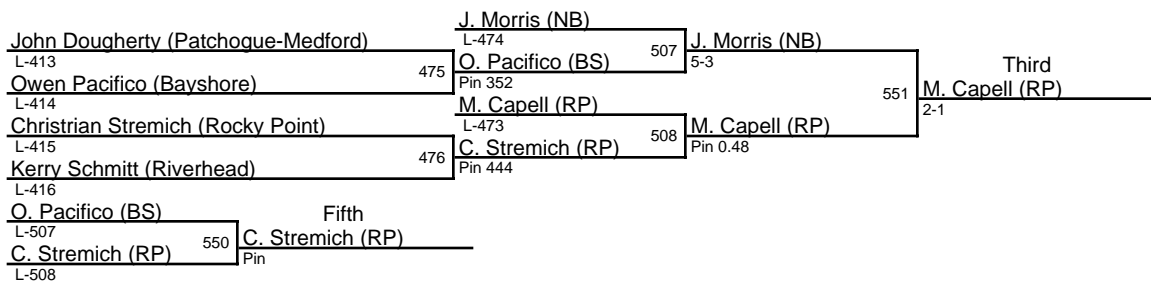 J. Morris (NB)
John Dougherty (Patchogue-Medford)
L-474
507
J. Morris (NB)
L-413
475
O. Pacifico (BS)
5-3
Third
Owen Pacifico (Bayshore)
Pin 352
551
M. Capell (RP)
L-414
M. Capell (RP)
2-1
Christrian Stremich (Rocky Point)
L-473
508
M. Capell (RP)
L-415
476
C. Stremich (RP)
Pin 0.48
Kerry Schmitt (Riverhead)
Pin 444
L-416
O. Pacifico (BS)
Fifth
L-507
550
C. Stremich (RP)
C. Stremich (RP)
Pin
L-508